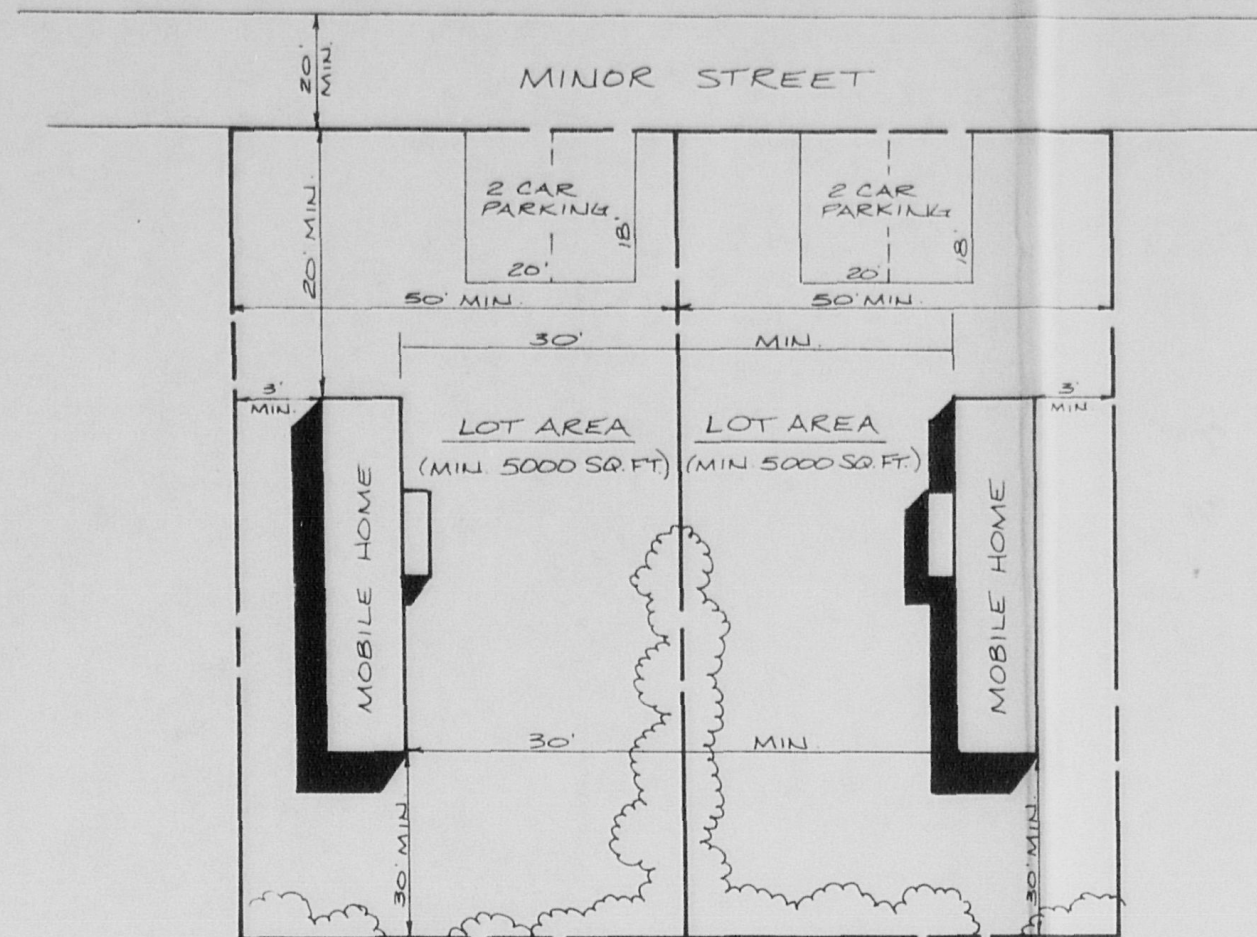 20' MIN.
MINOR STREET
20' MIN.
2 CAR
PARKING
18'
20'
2 CAR
PARKING
18'
20'
50' MIN.
50' MIN.
30' MIN.
3'
MIN.
3'
MIN
LOT AREA
(MIN. 5000 SQ.FT.)
LOT AREA
(MIN. 5000 SQ.FT.)
MOBILE HOME
MOBILE HOME
30' MIN
30' MIN.
30' MIN.